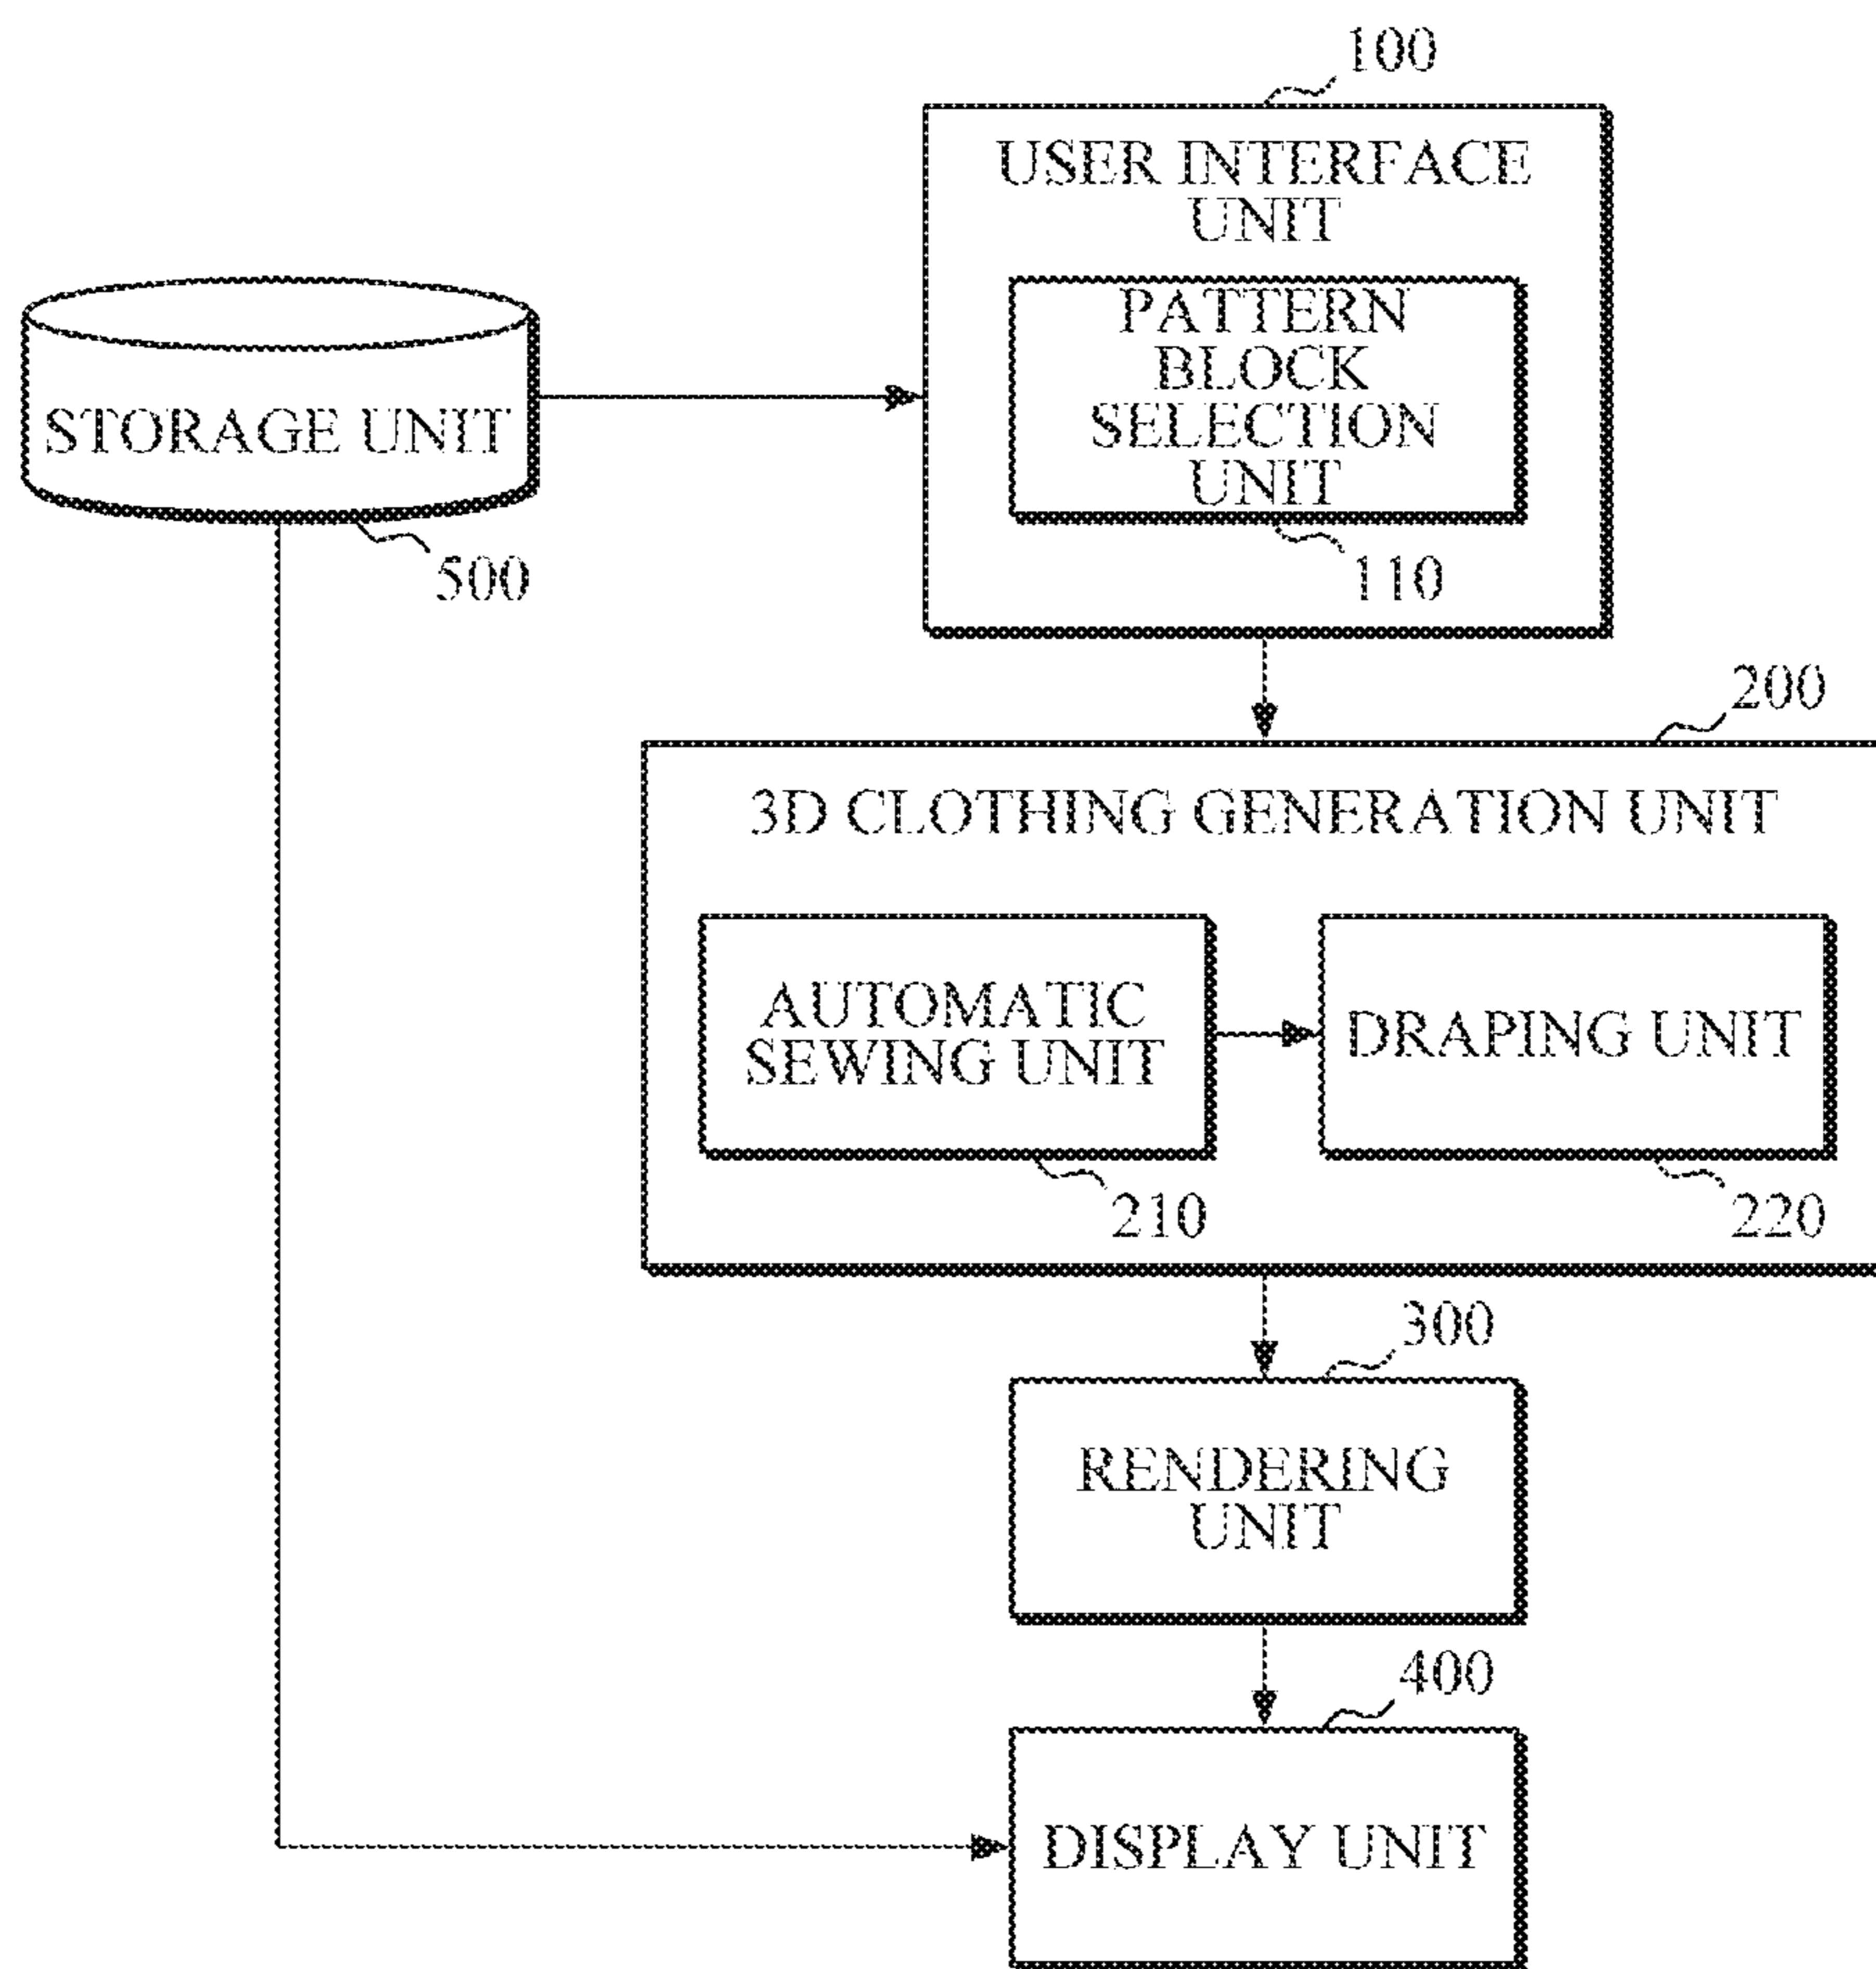 100
USER INTERFACE
UNIT
PATTERN
BLOCK
SELECTION
UNIT
110
STORAGE UNIT
500
200
3D CLOTHING GENERATION UNIT
AUTOMATIC
SEWING UNIT
210
DRAPING UNIT
220
300
RENDERING
UNIT
400
DISPLAY UNIT